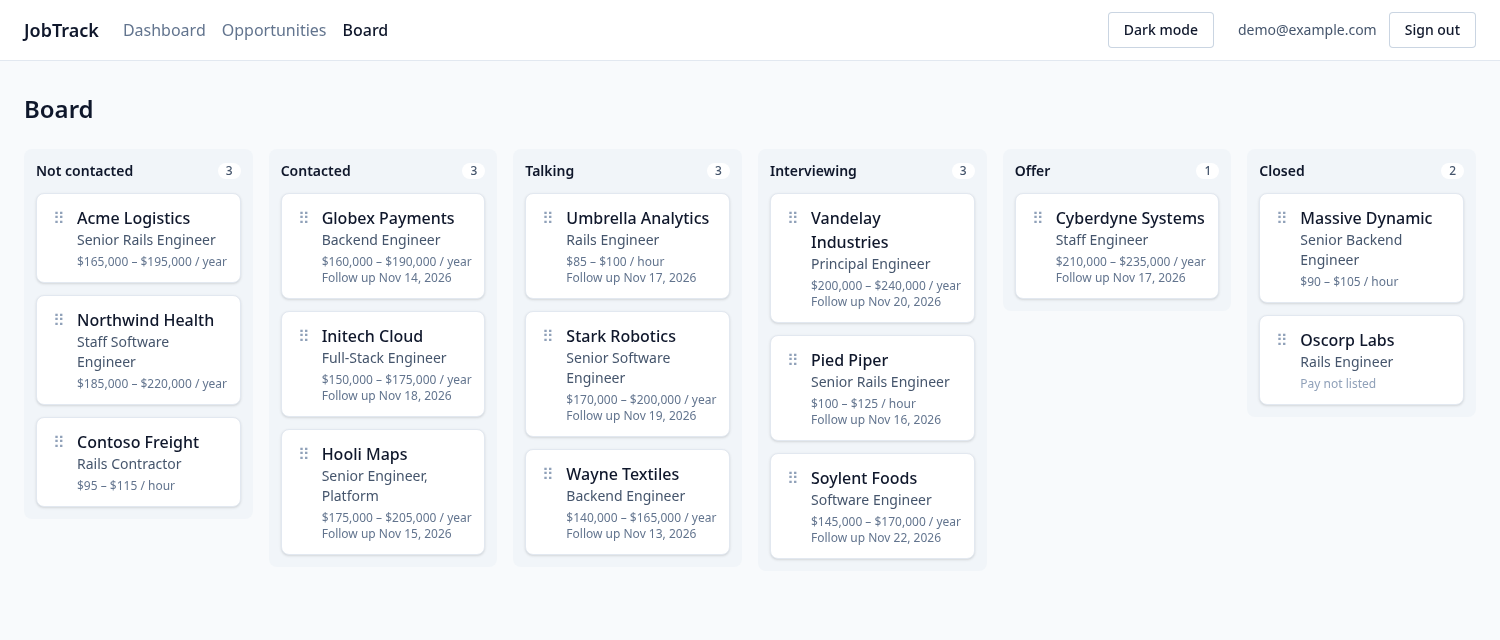 JobTrack Dashboard Opportunities Board Dark mode demo@example.com Sign out
Board
Not contacted 3
Acme Logistics
Senior Rails Engineer
$165,000 – $195,000 / year
Northwind Health
Staff Software
Engineer
$185,000 – $220,000 / year
Contoso Freight
Rails Contractor
$95 – $115 / hour
Contacted 3
Globex Payments
Backend Engineer
$160,000 – $190,000 / year
Follow up Nov 14, 2026
Initech Cloud
Full-Stack Engineer
$150,000 – $175,000 / year
Follow up Nov 18, 2026
Hooli Maps
Senior Engineer,
Platform
$175,000 – $205,000 / year
Follow up Nov 15, 2026
Talking 3
Umbrella Analytics
Rails Engineer
$85 – $100 / hour
Follow up Nov 17, 2026
Stark Robotics
Senior Software
Engineer
$170,000 – $200,000 / year
Follow up Nov 19, 2026
Wayne Textiles
Backend Engineer
$140,000 – $165,000 / year
Follow up Nov 13, 2026
Interviewing 3
Vandelay
Industries
Principal Engineer
$200,000 – $240,000 / year
Follow up Nov 20, 2026
Pied Piper
Senior Rails Engineer
$100 – $125 / hour
Follow up Nov 16, 2026
Soylent Foods
Software Engineer
$145,000 – $170,000 / year
Follow up Nov 22, 2026
Offer 1
Cyberdyne Systems
Staff Engineer
$210,000 – $235,000 / year
Follow up Nov 17, 2026
Closed 2
Massive Dynamic
Senior Backend
Engineer
$90 – $105 / hour
Oscorp Labs
Rails Engineer
Pay not listed